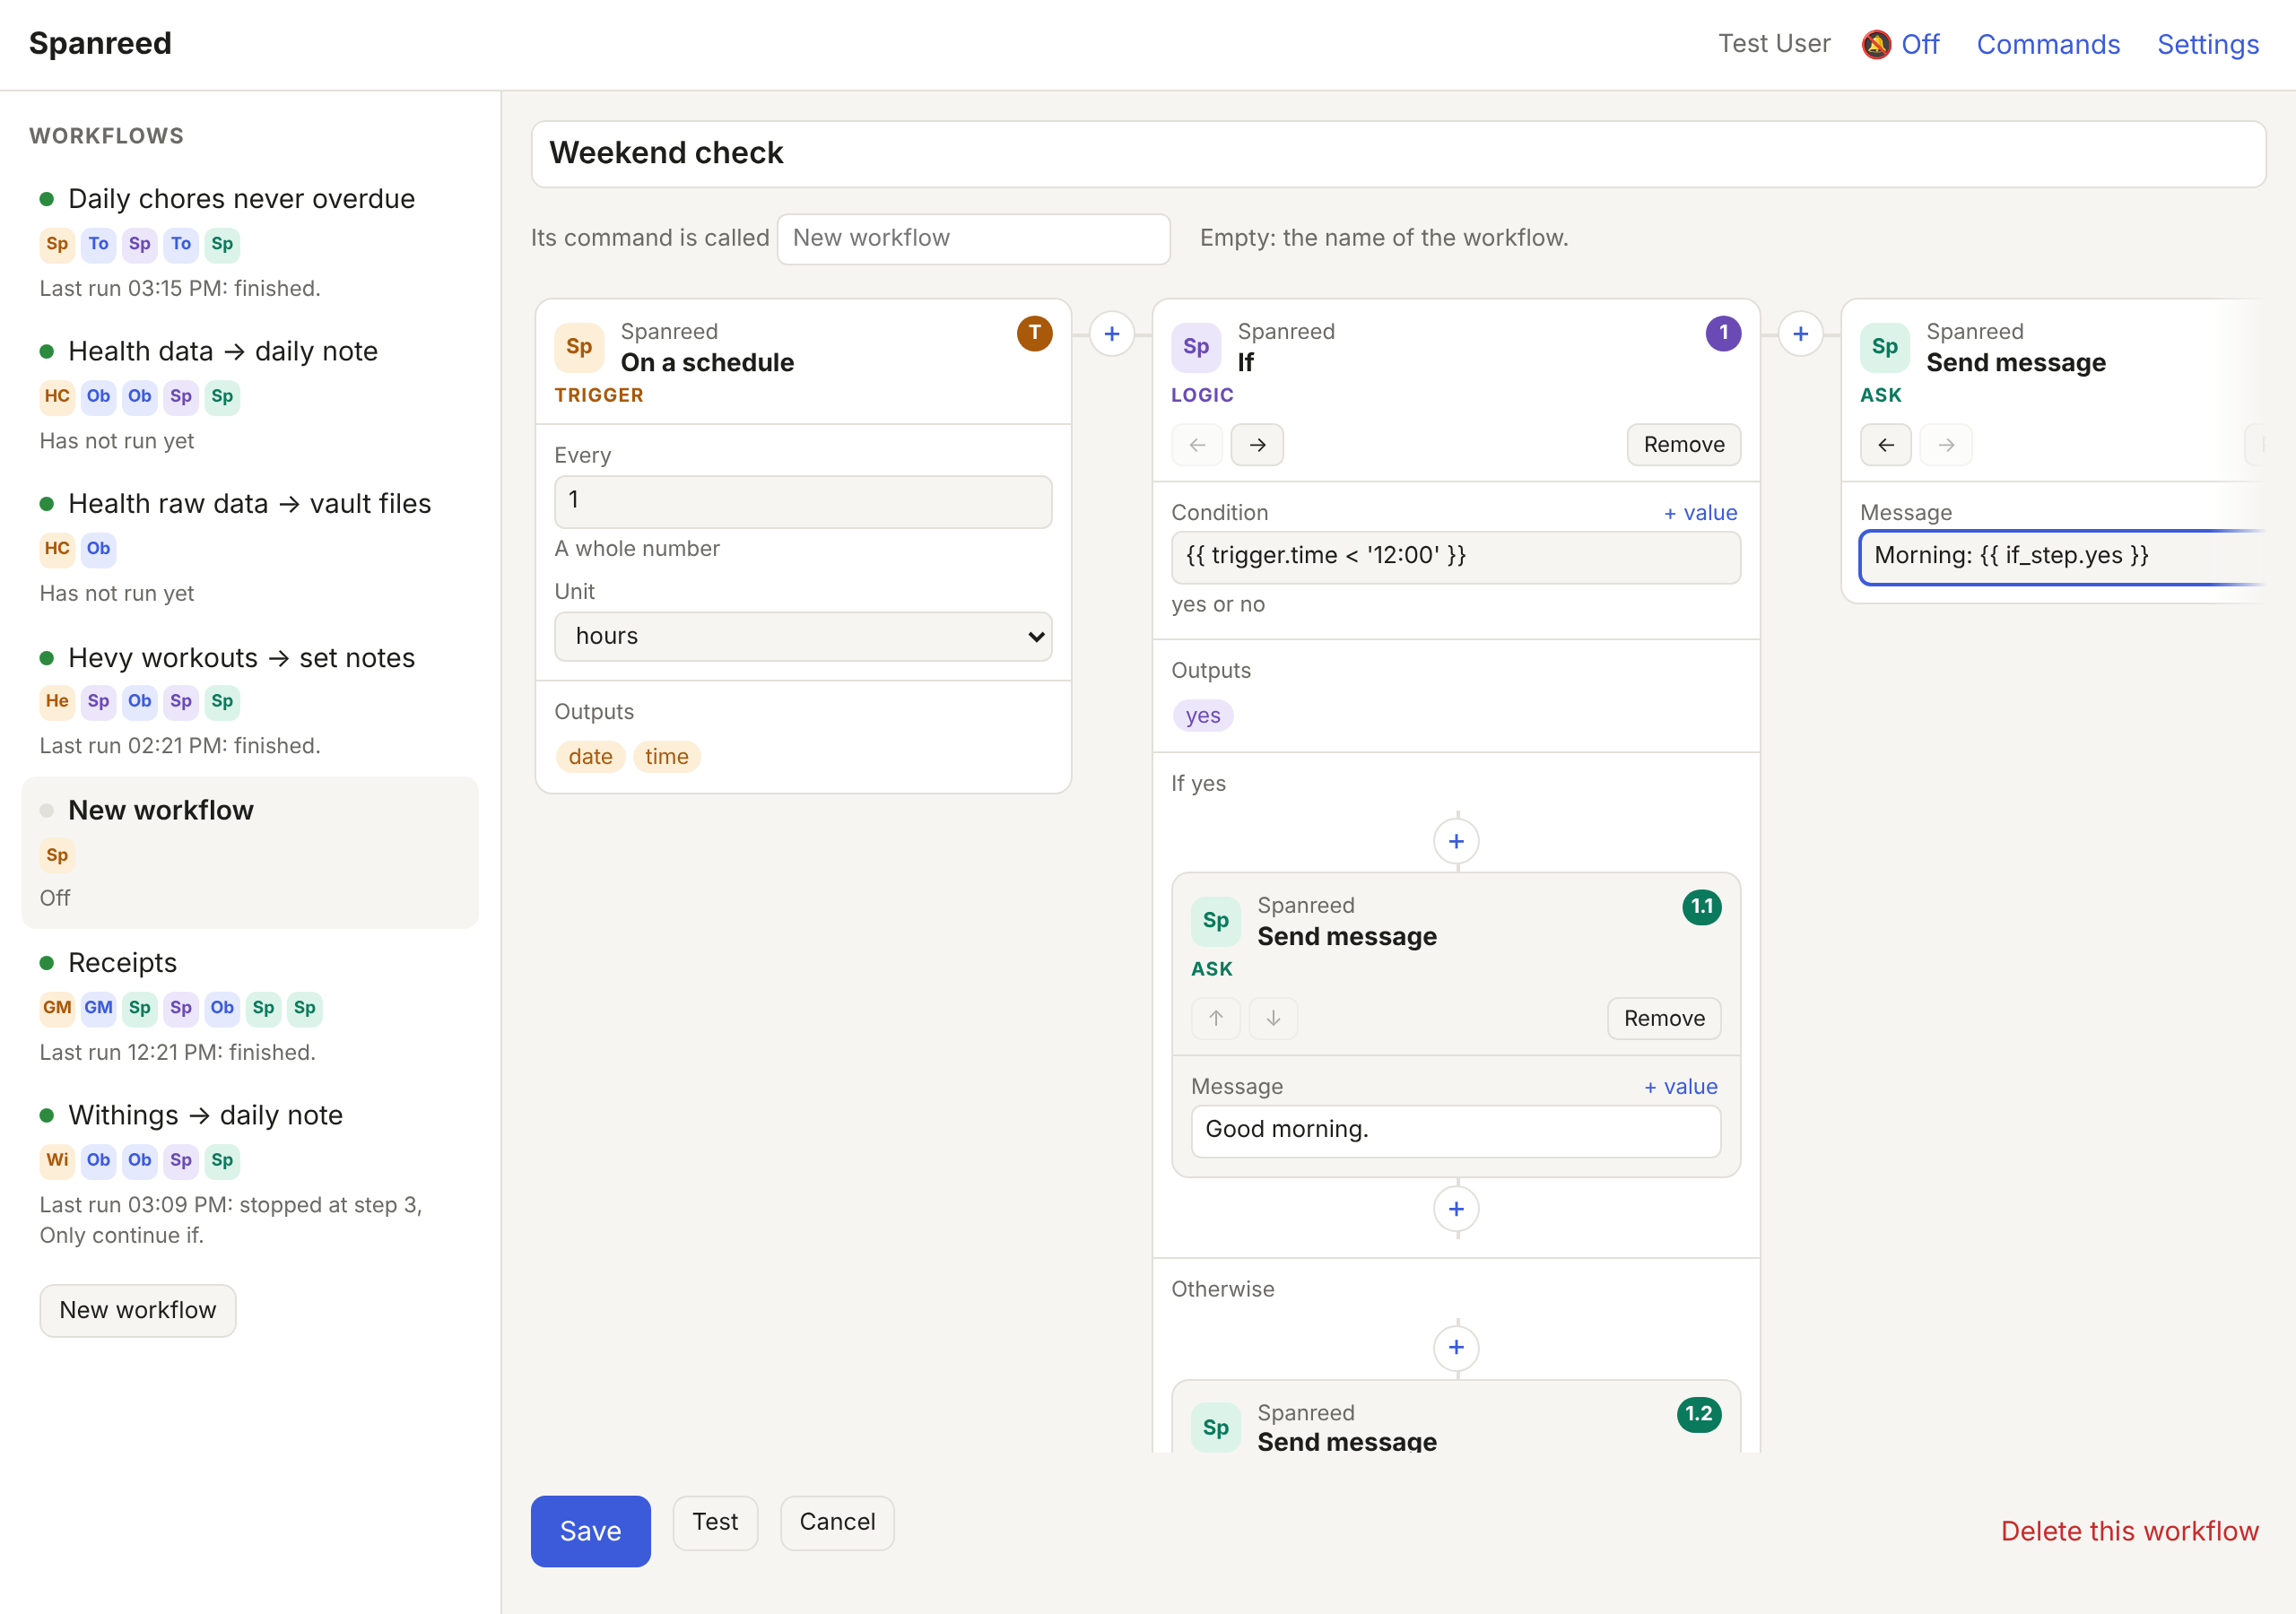 Spanreed
Test User
Off
Commands
Settings
WORKFLOWS
Daily chores never overdue
Sp To Sp To Sp
Last run 03:15 PM: finished.
Health data → daily note
HC Ob Ob Sp Sp
Has not run yet
Health raw data → vault files
HC Ob
Has not run yet
Hevy workouts → set notes
He Sp Ob Sp Sp
Last run 02:21 PM: finished.
New workflow
Sp
Off
Receipts
GM GM Sp Sp Ob Sp Sp
Last run 12:21 PM: finished.
Withings → daily note
Wi Ob Ob Sp Sp
Last run 03:09 PM: stopped at step 3,
Only continue if.
New workflow
Weekend check
Its command is called New workflow Empty: the name of the workflow.
Sp Spanreed T
On a schedule
TRIGGER
Every
1
A whole number
Unit
hours
Outputs
date time
+
Sp Spanreed 1
If
LOGIC
← → Remove
Condition + value
{{ trigger.time < '12:00' }}
yes or no
Outputs
yes
If yes
+
Sp Spanreed 1.1
Send message
ASK
↑ ↓ Remove
Message + value
Good morning.
+
Otherwise
+
Sp Spanreed 1.2
Send message
+
Sp Spanreed
Send message
ASK
← →
Message
Morning: {{ if_step.yes }}
Save Test Cancel Delete this workflow